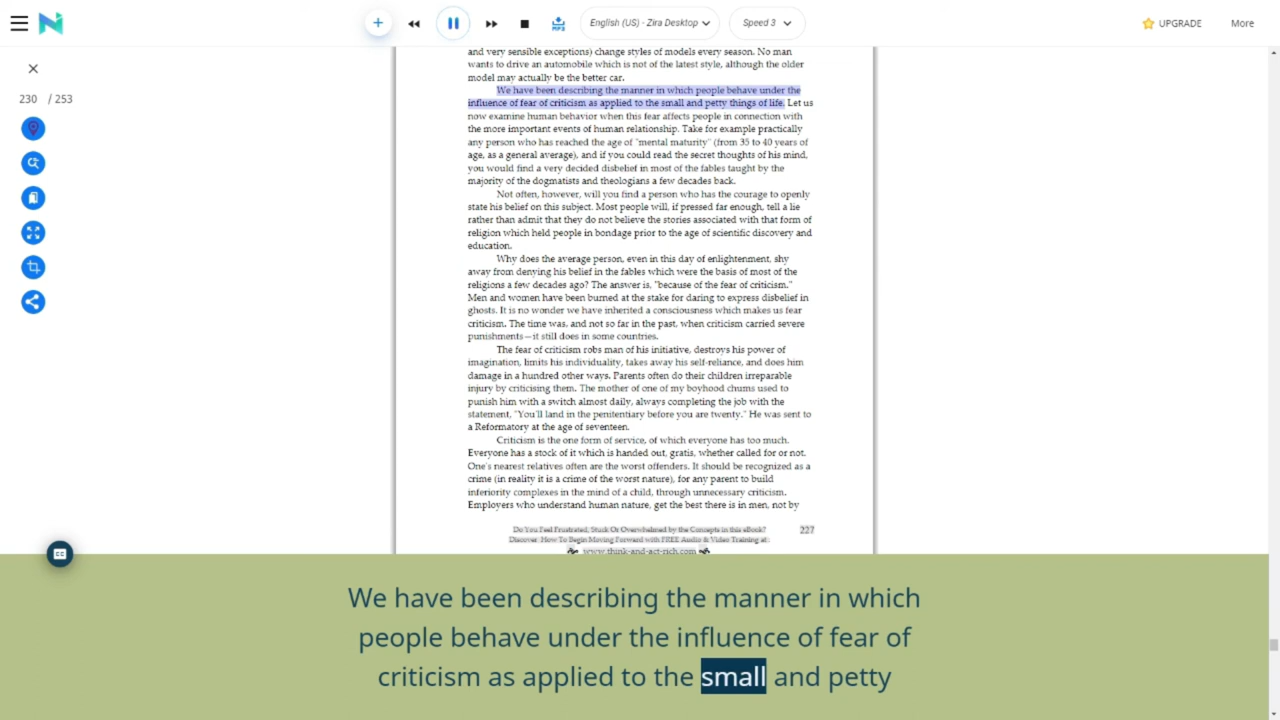 English (US) - Zira Desktop
Speed 3
UPGRADE
More
230 / 253
and very sensible exceptions) change styles of models every season. No man
wants to drive an automobile which is not of the latest style, although the older
model may actually be the better car.
We have been describing the manner in which people behave under the
influence of fear of criticism as applied to the small and petty things of life. Let us
now examine human behavior when this fear affects people in connection with
the more important events of human relationship. Take for example practically
any person who has reached the age of "mental maturity" (from 35 to 40 years of
age, as a general average), and if you could read the secret thoughts of his mind,
you would find a very decided disbelief in most of the fables taught by the
majority of the dogmatists and theologians a few decades back.
Not often, however, will you find a person who has the courage to openly
state his belief on this subject. Most people will, if pressed far enough, tell a lie
rather than admit that they do not believe the stories associated with that form of
religion which held people in bondage prior to the age of scientific discovery and
education.
Why does the average person, even in this day of enlightenment, shy
away from denying his belief in the fables which were the basis of most of the
religions a few decades ago? The answer is, "because of the fear of criticism."
Men and women have been burned at the stake for daring to express disbelief in
ghosts. It is no wonder we have inherited a consciousness which makes us fear
criticism. The time was, and not so far in the past, when criticism carried severe
punishments—it still does in some countries.
The fear of criticism robs man of his initiative, destroys his power of
imagination, limits his individuality, takes away his self-reliance, and does him
damage in a hundred other ways. Parents often do their children irreparable
injury by criticising them. The mother of one of my boyhood chums used to
punish him with a switch almost daily, always completing the job with the
statement, "You'll land in the penitentiary before you are twenty." He was sent to
a Reformatory at the age of seventeen.
Criticism is the one form of service, of which everyone has too much.
Everyone has a stock of it which is handed out, gratis, whether called for or not.
One's nearest relatives often are the worst offenders. It should be recognized as a
crime (in reality it is a crime of the worst nature), for any parent to build
inferiority complexes in the mind of a child, through unnecessary criticism.
Employers who understand human nature, get the best there is in men, not by
Do You Feel Frustrated, Stuck Or Overwhelmed by the Concepts in this eBook?
227
Discover How To Begin Moving Forward with FREE Audio & Video Training at
www.think-and-act-rich.com
CC
We have been describing the manner in which
people behave under the influence of fear of
criticism as applied to the small and petty